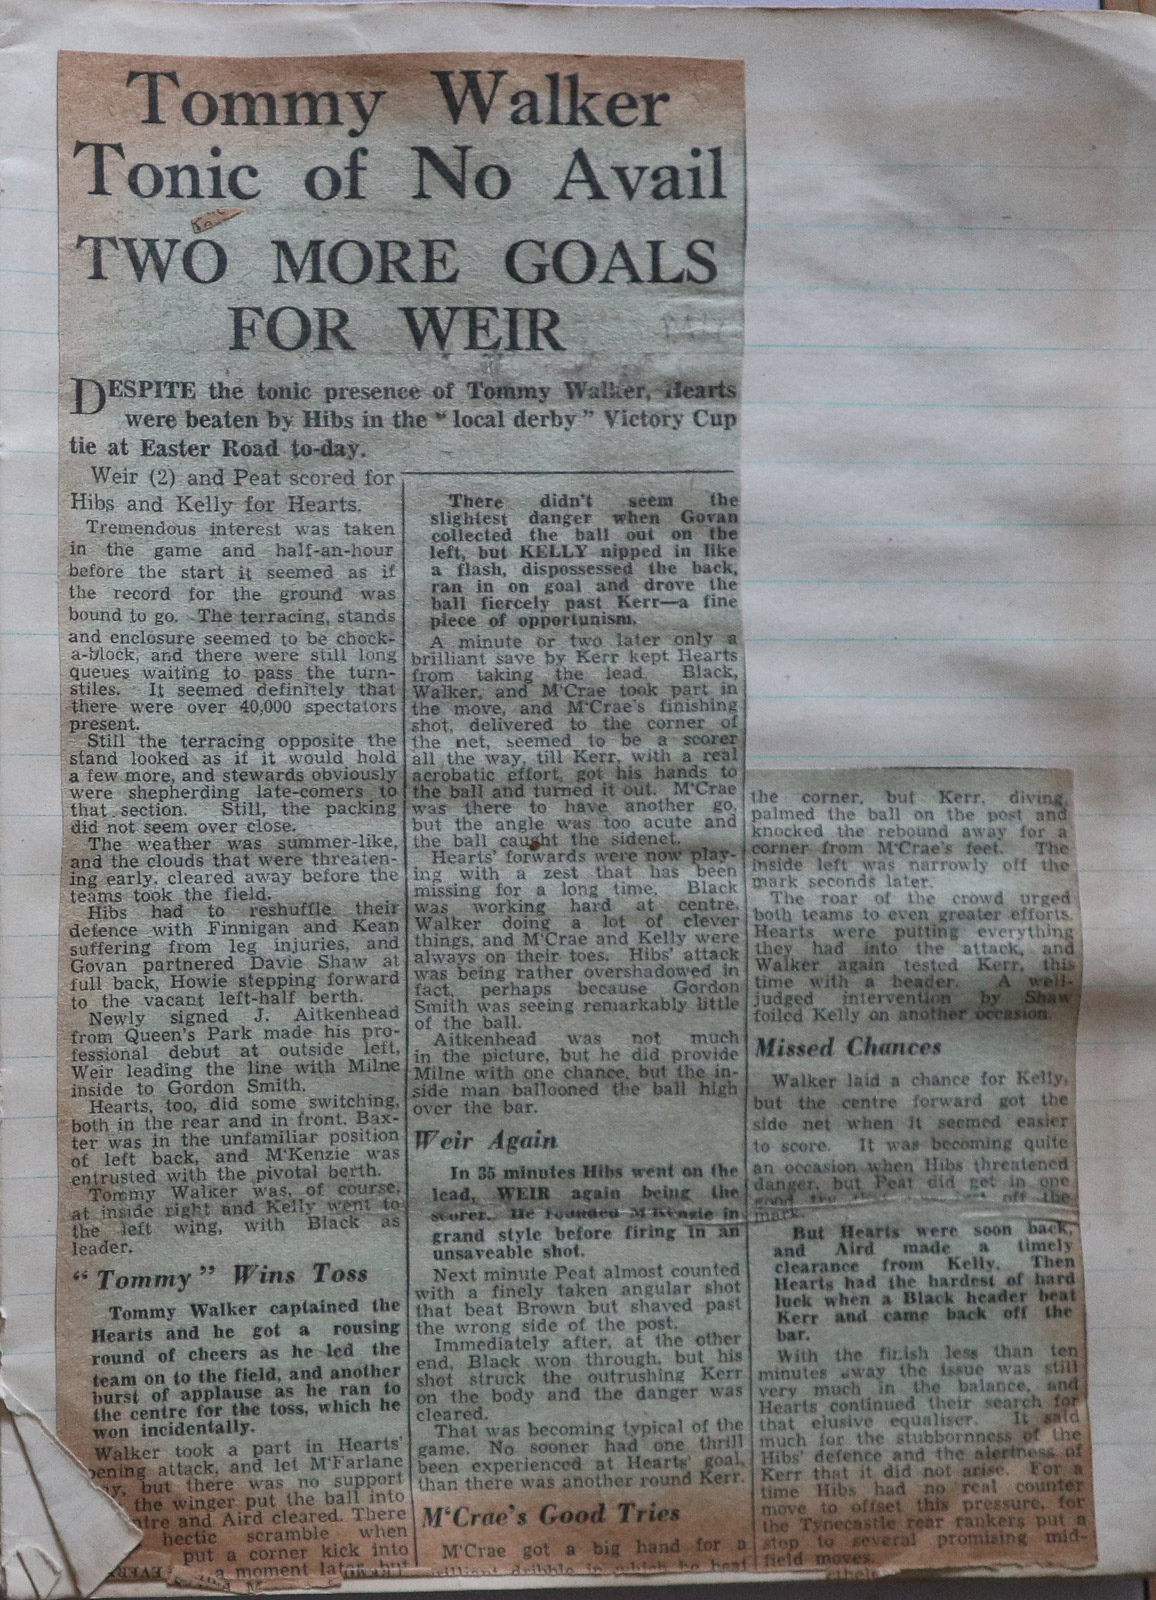 Tommy Walker
Tonic of No Avail
TWO MORE GOALS
FOR WEIR
DESPITE the tonic presence of Tommy Walker, Hearts
were beaten by Hibs in the "local derby" Victory Cup
tie at Easter Road to-day.
Weir (2) and Peat scored for
Hibs and Kelly for Hearts.
Tremendous interest was taken
in the game and half-an-hour
before the start it seemed as if
the record for the ground was
bound to go. The terracing, stands
and enclosure seemed to be chock-
a-block, and there were still long
queues waiting to pass the turn-
stiles. It seemed definitely that
there were over 40,000 spectators
present.
Still the terracing opposite the
stand looked as if it would hold
a few more, and stewards obviously
were shepherding late-comers to
that section. Still, the packing
did not seem over close.
The weather was summer-like,
and the clouds that were threaten-
ing early, cleared away before the
teams took the field.
Hibs had to reshuffle their
defence with Finnigan and Kean
suffering from leg injuries, and
Govan partnered Davie Shaw at
full back, Howie stepping forward
to the vacant left-half berth.
Newly signed J. Aitkenhead
from Queen's Park made his pro-
fessional debut at outside left,
Weir leading the line with Milne
inside to Gordon Smith.
Hearts, too, did some switching,
both in the rear and in front. Bax-
ter was in the unfamiliar position
of left back, and M'Kenzie was
entrusted with the pivotal berth.
Tommy Walker was, of course,
at inside right and Kelly went to
the left wing, with Black as
leader.
"Tommy" Wins Toss
Tommy Walker captained the
Hearts and he got a rousing
round of cheers as he led the
team on to the field, and another
burst of applause as he ran to
the centre for the toss, which he
won incidentally.
Walker took a part in Hearts'
pening attack, and let M'Farlane
ay, but there was no support
the winger put the ball into
ntre and Aird cleared. There
hectic scramble when
put a corner kick into
a moment later but
There didn't seem the
slightest danger when Govan
collected the ball out on the
left, but KELLY nipped in like
a flash, dispossessed the back,
ran in on goal and drove the
ball fiercely past Kerr—a fine
piece of opportunism.
A minute or two later only a
brilliant save by Kerr kept Hearts
from taking the lead. Black,
Walker, and M'Crae took part in
the move, and M'Crae's finishing
shot, delivered to the corner of
the net, seemed to be a scorer
all the way, till Kerr, with a real
acrobatic effort, got his hands to
the ball and turned it out. M'Crae
was there to have another go,
but the angle was too acute and
the ball caught the sidenet.
Hearts' forwards were now play-
ing with a zest that has been
missing for a long time. Black
was working hard at centre,
Walker doing a lot of clever
things, and M'Crae and Kelly were
always on their toes. Hibs' attack
was being rather overshadowed in
fact, perhaps because Gordon
Smith was seeing remarkably little
of the ball.
Aitkenhead was not much
in the picture, but he did provide
Milne with one chance, but the in-
side man ballooned the ball high
over the bar.
Weir Again
In 35 minutes Hibs went on the
lead, WEIR again being the
scorer. He rounded M'Kenzie in
grand style before firing in an
unsaveable shot.
Next minute Peat almost counted
with a finely taken angular shot
that beat Brown but shaved past
the wrong side of the post.
Immediately after, at the other
end, Black won through, but his
shot struck the outrushing Kerr
on the body and the danger was
cleared.
That was becoming typical of the
game. No sooner had one thrill
been experienced at Hearts' goal,
than there was another round Kerr.
M'Crae's Good Tries
M'Crae got a big hand for a
brilliant dribble in which he beat
the corner, but Kerr, diving,
palmed the ball on the post and
knocked the rebound away for a
corner from M'Crae's feet. The
inside left was narrowly off the
mark seconds later.
The roar of the crowd urged
both teams to even greater efforts.
Hearts were putting everything
they had into the attack, and
Walker again tested Kerr, this
time with a header. A well-
judged intervention by Shaw
foiled Kelly on another occasion.
Missed Chances
Walker laid a chance for Kelly,
but the centre forward got the
side net when it seemed easier
to score. It was becoming quite
an occasion when Hibs threatened
danger, but Peat did get in one
good try off the
mark.
But Hearts were soon back,
and Aird made a timely
clearance from Kelly. Then
Hearts had the hardest of hard
luck when a Black header beat
Kerr and came back off the
bar.
With the finish less than ten
minutes away the issue was still
very much in the balance, and
Hearts continued their search for
that elusive equaliser. It said
much for the stubbornness of the
Hibs' defence and the alertness of
Kerr that it did not arise. For a
time Hibs had no real counter
move to offset this pressure, for
the Tynecastle rear rankers put a
stop to several promising mid-
field moves.